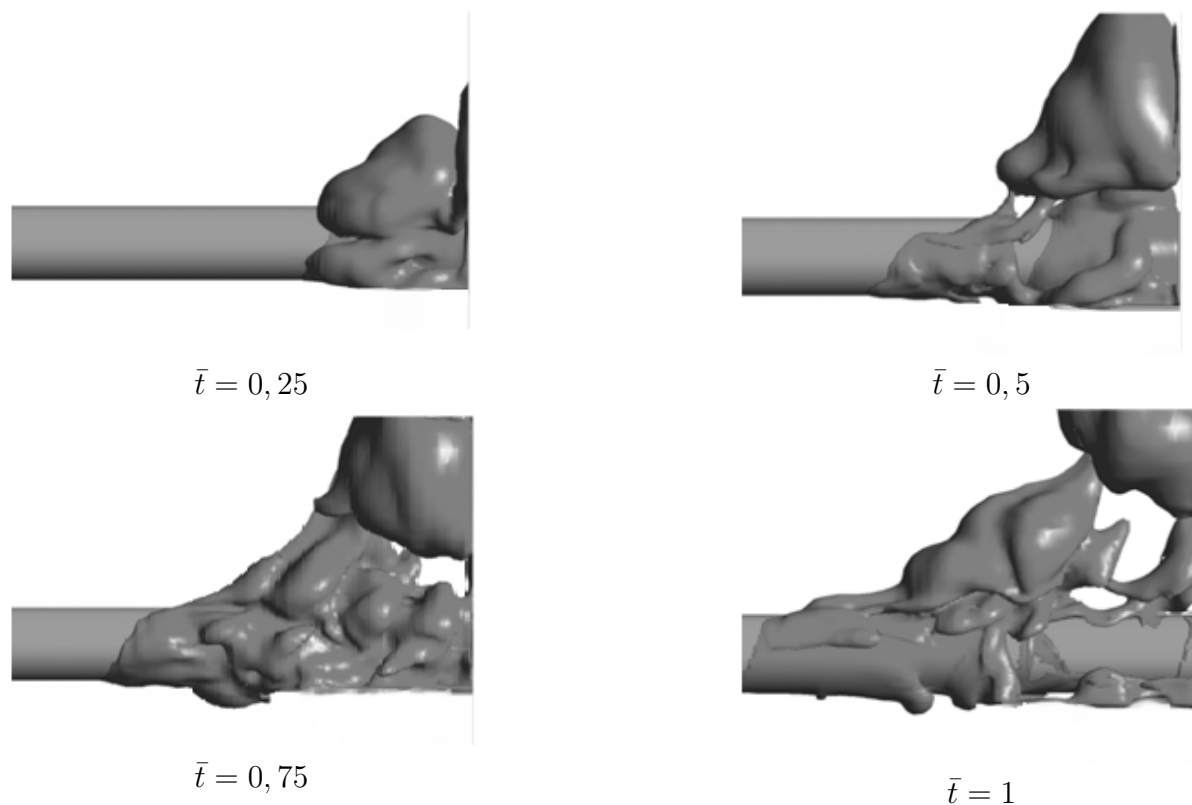 t̄ = 0, 25
t̄ = 0, 5
t̄ = 0, 75
t̄ = 1